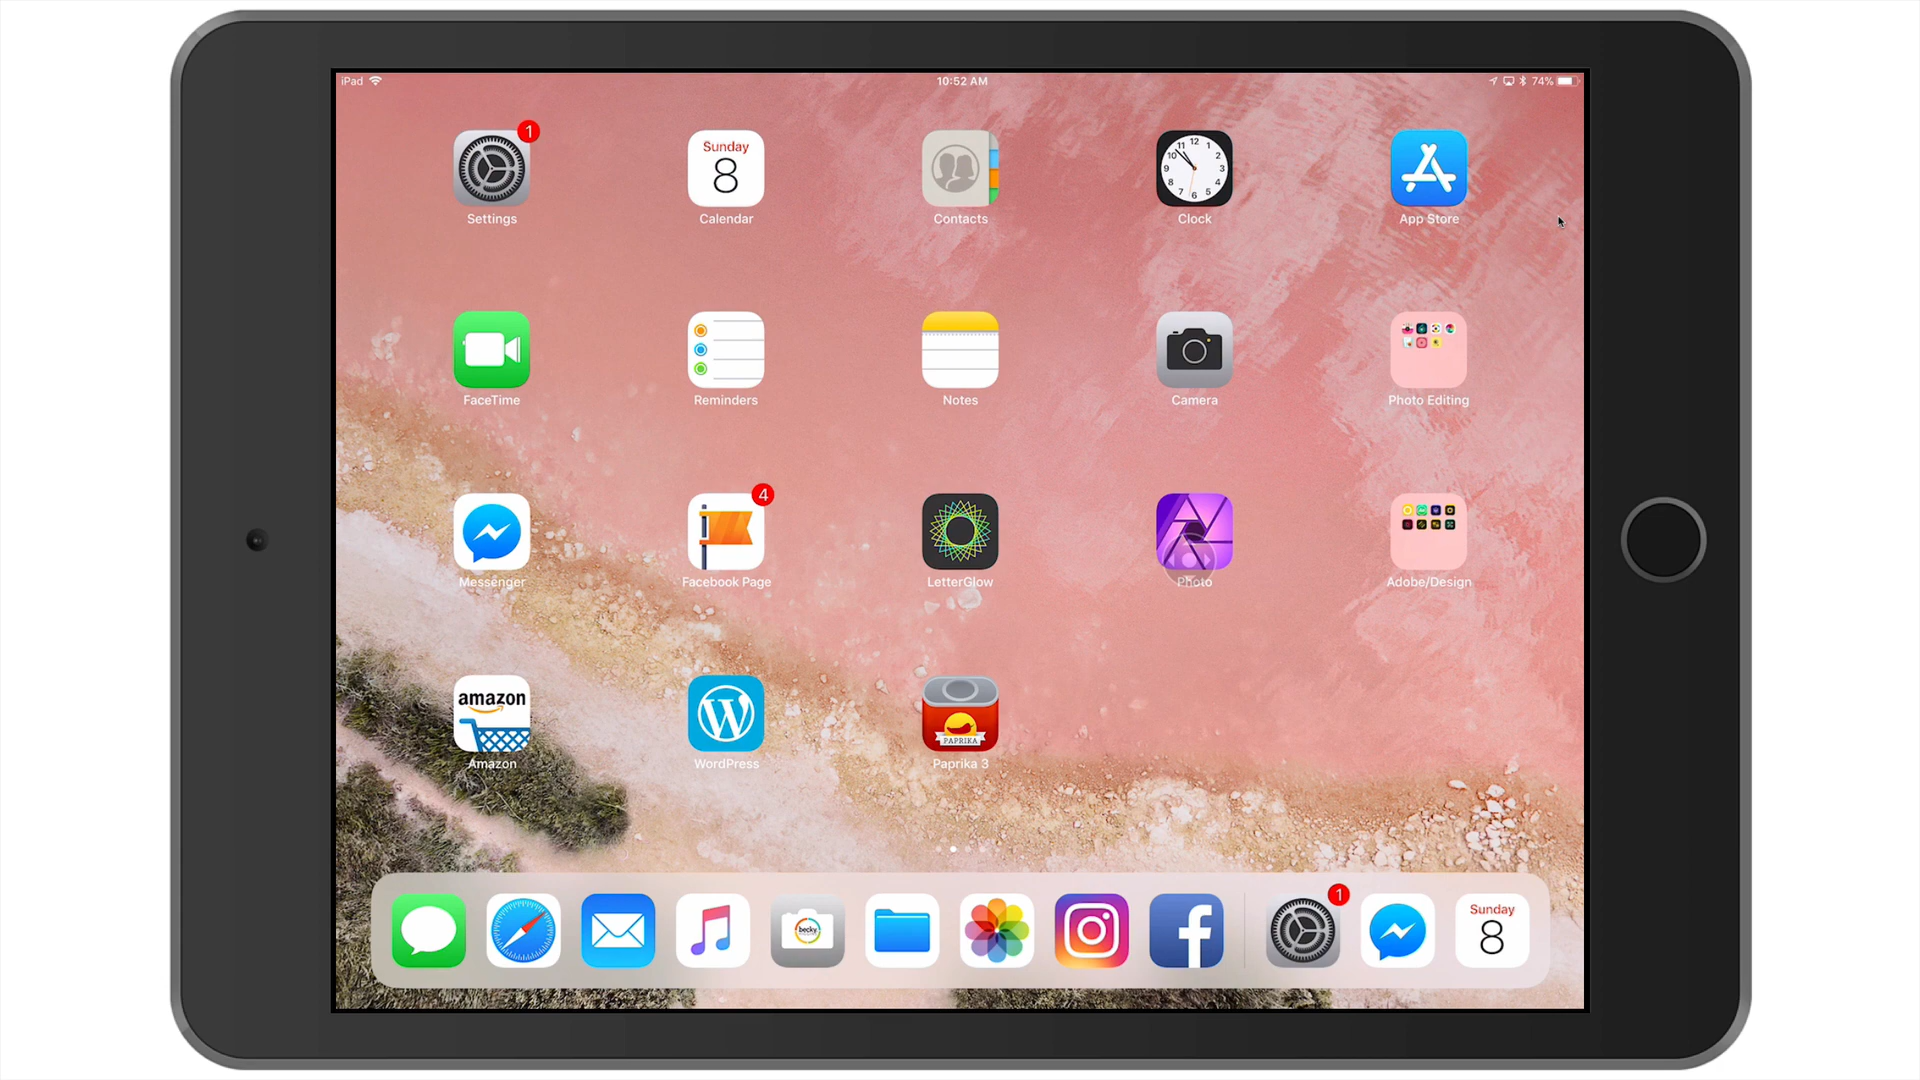 iPad
10:52 AM
74%
1
Sunday
8
Settings
Calendar
Contacts
Clock
App Store
FaceTime
Reminders
Notes
Camera
Photo Editing
4
Messenger
Facebook Page
LetterGlow
Photo
Adobe/Design
amazon
PAPRIKA
Amazon
WordPress
Paprika 3
becky
1
Sunday
8